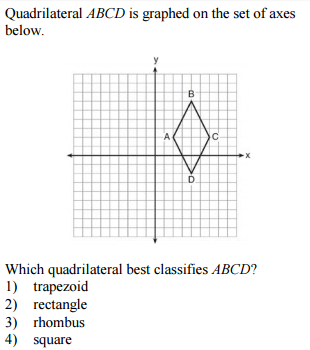 Quadrilateral ABCD is graphed on the set of axes
below.
y
B
A C
x
D
Which quadrilateral best classifies ABCD?
1) trapezoid
2) rectangle
3) rhombus
4) square